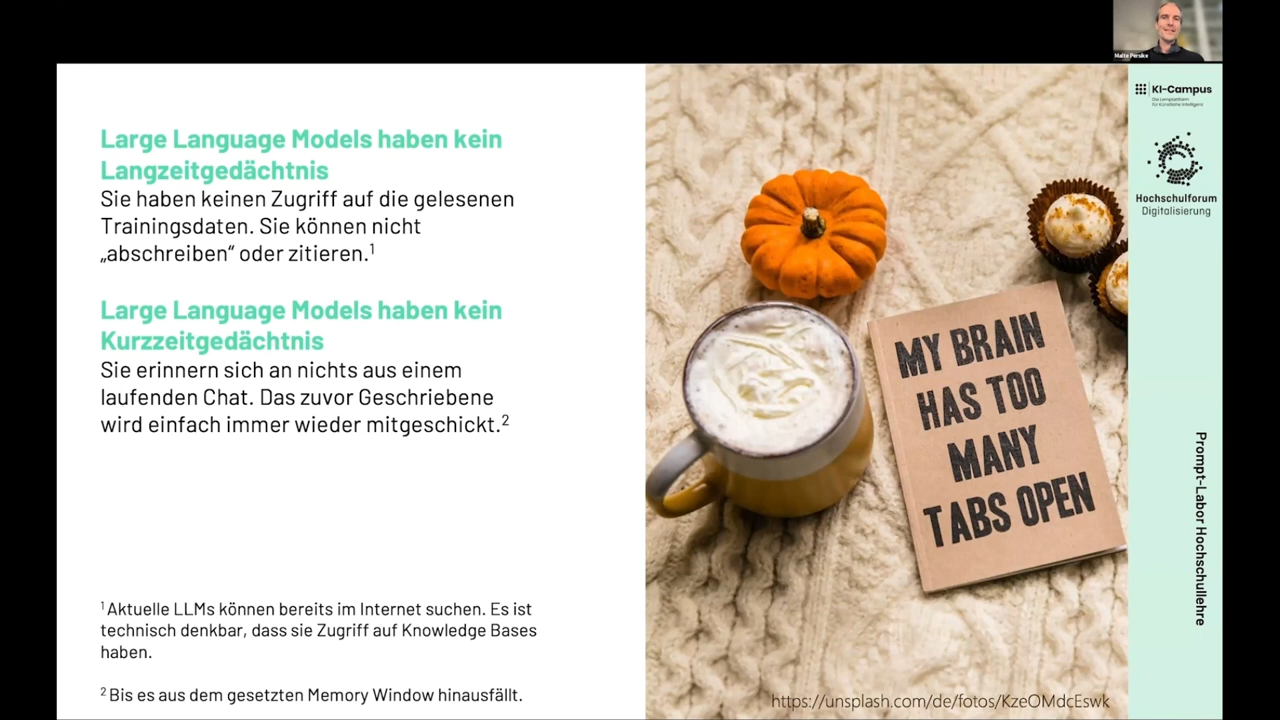 Malte Persike
Large Language Models haben kein
Langzeitgedächtnis
Sie haben keinen Zugriff auf die gelesenen
Trainingsdaten. Sie können nicht
„abschreiben“ oder zitieren.¹
Large Language Models haben kein
Kurzzeitgedächtnis
Sie erinnern sich an nichts aus einem
laufenden Chat. Das zuvor Geschriebene
wird einfach immer wieder mitgeschickt.²
¹ Aktuelle LLMs können bereits im Internet suchen. Es ist
technisch denkbar, dass sie Zugriff auf Knowledge Bases
haben.
² Bis es aus dem gesetzten Memory Window hinausfällt.
MY BRAIN
HAS TOO
MANY
TABS OPEN
https://unsplash.com/de/fotos/KzeOMdcEswk
KI-Campus
Die Lernplattform
für Künstliche Intelligenz
Hochschulforum
Digitalisierung
Prompt-Labor Hochschullehre